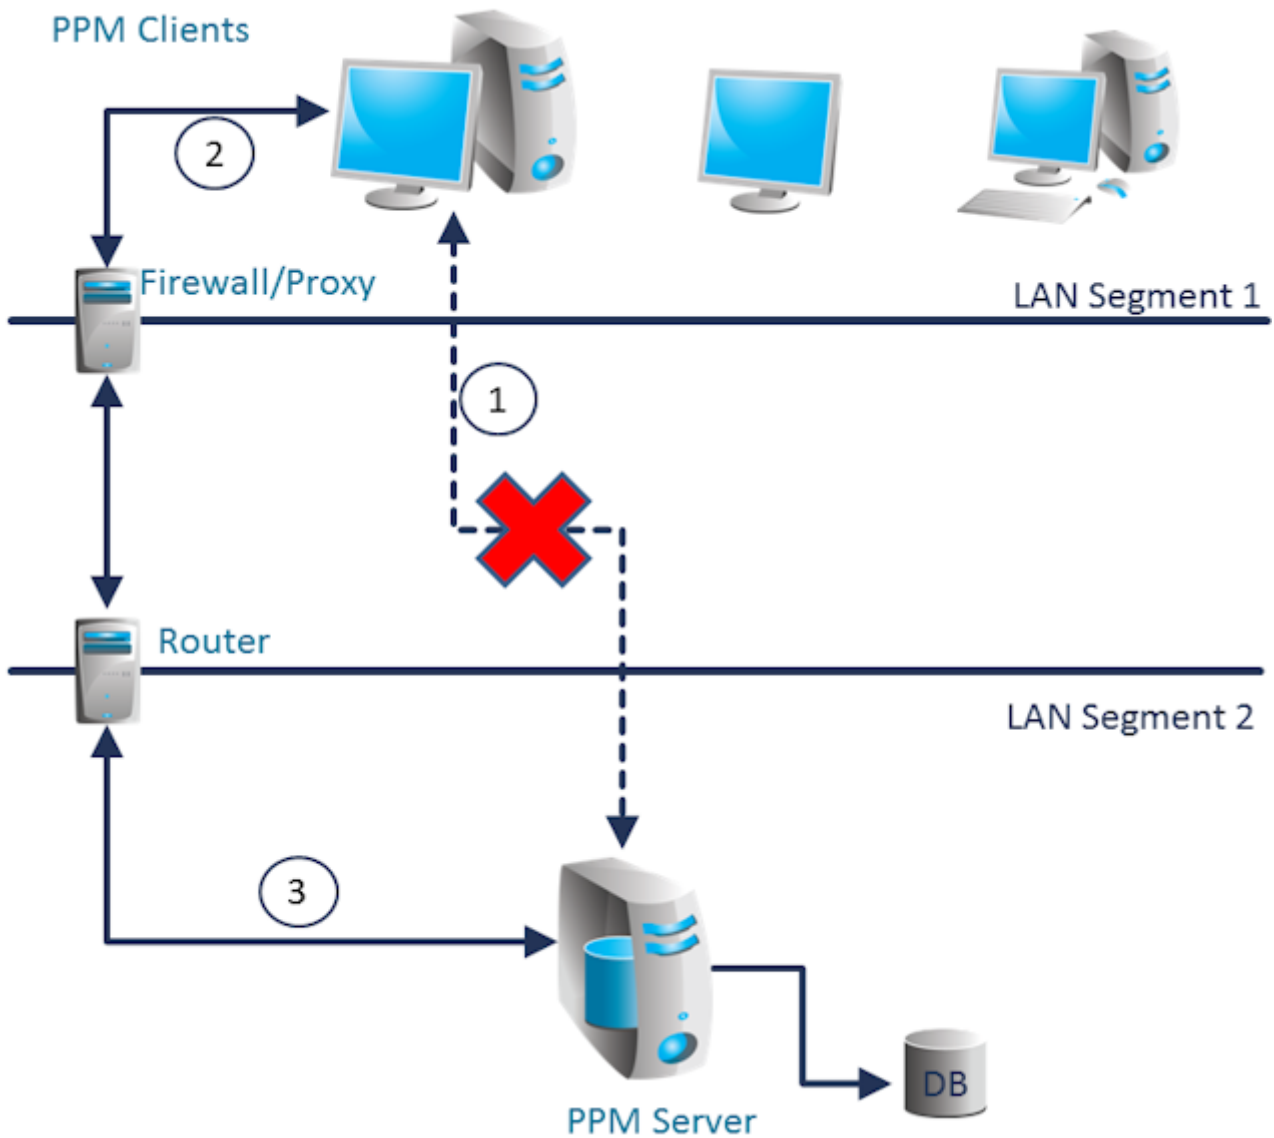 PPM Clients
2
Firewall/Proxy
LAN Segment 1
1
Router
LAN Segment 2
3
DB
PPM Server